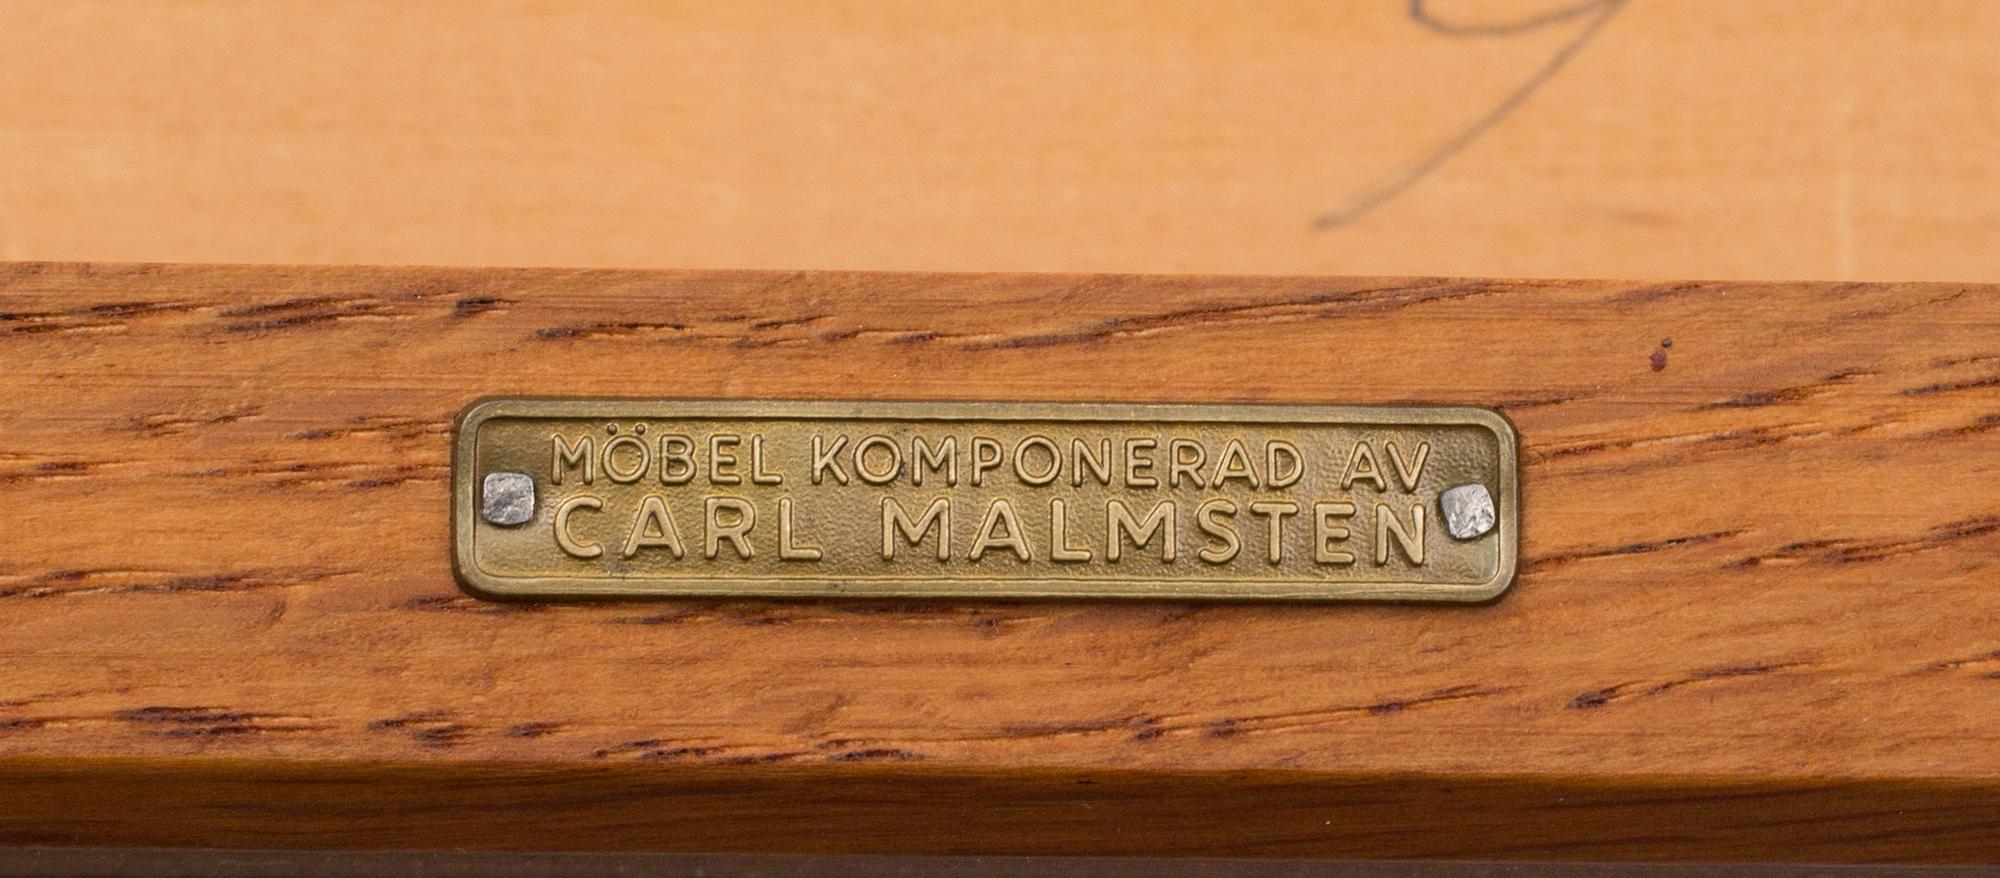 MÖBEL KOMPONERAD AV
CARL MALMSTEN